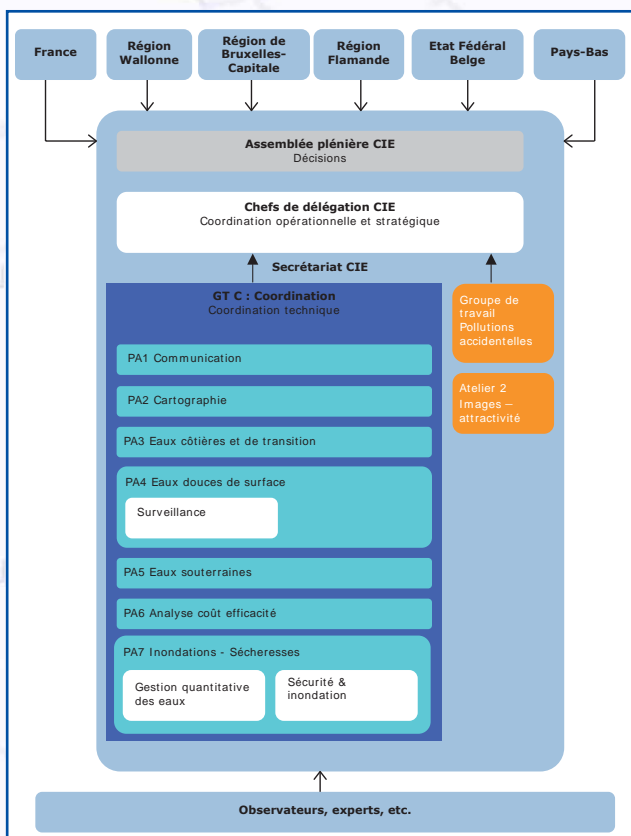 France
Région
Wallonne
Région de
Bruxelles-
Capitale
Région
Flamande
Etat Fédéral
Belge
Pays-Bas
Assemblée plénière CIE
Décisions
Chefs de délégation CIE
Coordination opérationnelle et stratégique
Secrétariat CIE
GT C : Coordination
Coordination technique
PA1 Communication
PA2 Cartographie
PA3 Eaux côtières et de transition
PA4 Eaux douces de surface
Surveillance
PA5 Eaux souterraines
PA6 Analyse coût efficacité
PA7 Inondations - Sécheresses
Gestion quantitative
des eaux
Sécurité &
inondation
Groupe de
travail
Pollutions
accidentelles
Atelier 2
Images –
attractivité
Observateurs, experts, etc.